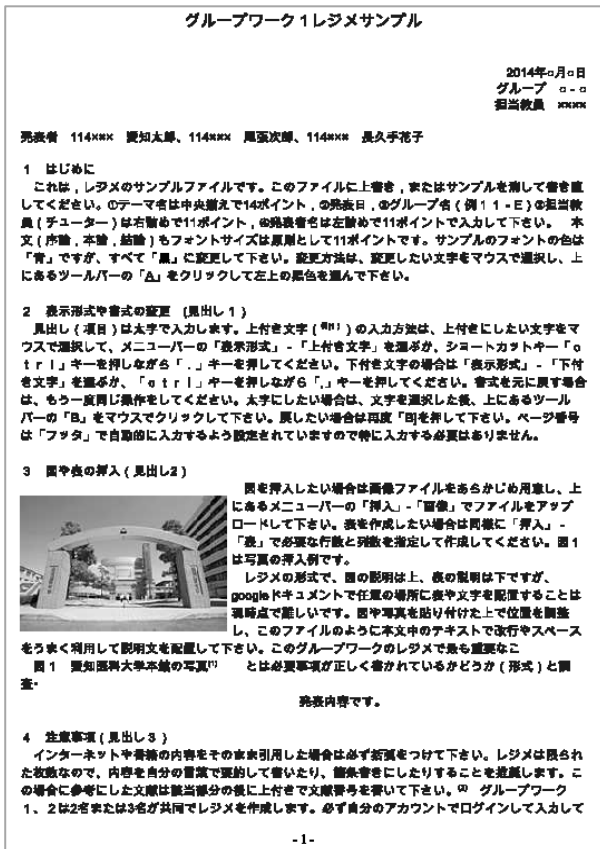 グループワーク1レジメサンプル
2014年○月○日
グループ ○-○
担当教員 ××××
発表者 114××× 愛知太郎、114××× 尾張次郎、114××× 長久手花子
1 はじめに
これは，レジメのサンプルファイルです。このファイルに上書き，またはサンプルを消して書き直
してください。①テーマ名は中央揃えで14ポイント，②発表日，③グループ名（例11-E）④担当教
員（チューター）は右詰めで11ポイント，⑤発表者名は左詰めで11ポイントで入力して下さい。 本
文（序論，本論，結論）もフォントサイズは原則として11ポイントです。サンプルのフォントの色は
「青」ですが、すべて「黒」に変更して下さい。変更方法は、変更したい文字をマウスで選択し、上
にあるツールバーの「A」をクリックして左上の黒色を選んで下さい。
2 表示形式や書式の変更 (見出し1)
見出し（項目）は太字で入力します。上付き文字（例[1]）の入力方法は、上付きにしたい文字をマ
ウスで選択して、メニューバーの「表示形式」-「上付き文字」を選ぶか、ショートカットキー「c
trl」キーを押しながら「.」キーを押してください。下付き文字の場合は「表示形式」-「下付
き文字」を選ぶか、「ctrl」キーを押しながら「,」キーを押してください。書式を元に戻す場合
は、もう一度同じ操作をしてください。太字にしたい場合は、文字を選択した後、上にあるツール
バーの「B」をマウスでクリックして下さい。戻したい場合は再度「B」を押して下さい。ページ番号
は「フッタ」で自動的に入力するよう設定されていますので特に入力する必要はありません。
3 図や表の挿入（見出し2）
図を挿入したい場合は画像ファイルをあらかじめ用意し、上
にあるメニューバーの「挿入」-「画像」でファイルをアップ
ロードして下さい。表を作成したい場合は同様に「挿入」-
「表」で必要な行数と列数を指定して作成してください。図1
は写真の挿入例です。
レジメの形式で、図の説明は上、表の説明は下ですが、
googleドキュメントで任意の場所に表や文字を配置することは
現時点で難しいです。図や写真を貼り付けた上で位置を調整
し、このファイルのように本文中のテキストで改行やスペース
をうまく利用して説明文を配置して下さい。このグループワークのレジメで最も重要なこ
図1 愛知医科大学本館の写真[1] とは必要事項が正しく書かれているかどうか（形式）と調
査・
発表内容です。
4 注意事項（見出し3）
インターネットや書籍の内容をそのまま引用した場合は必ず括弧をつけて下さい。レジメは限られ
た枚数なので、内容を自分の言葉で要約して書いたり、箇条書きにしたりすることを推奨します。こ
の場合に参考にした文献は該当部分の後に上付きで文献番号を書いて下さい。[2] グループワーク
1、2は2名または3名が共同でレジメを作成します。必ず自分のアカウントでログインして入力して
-1-